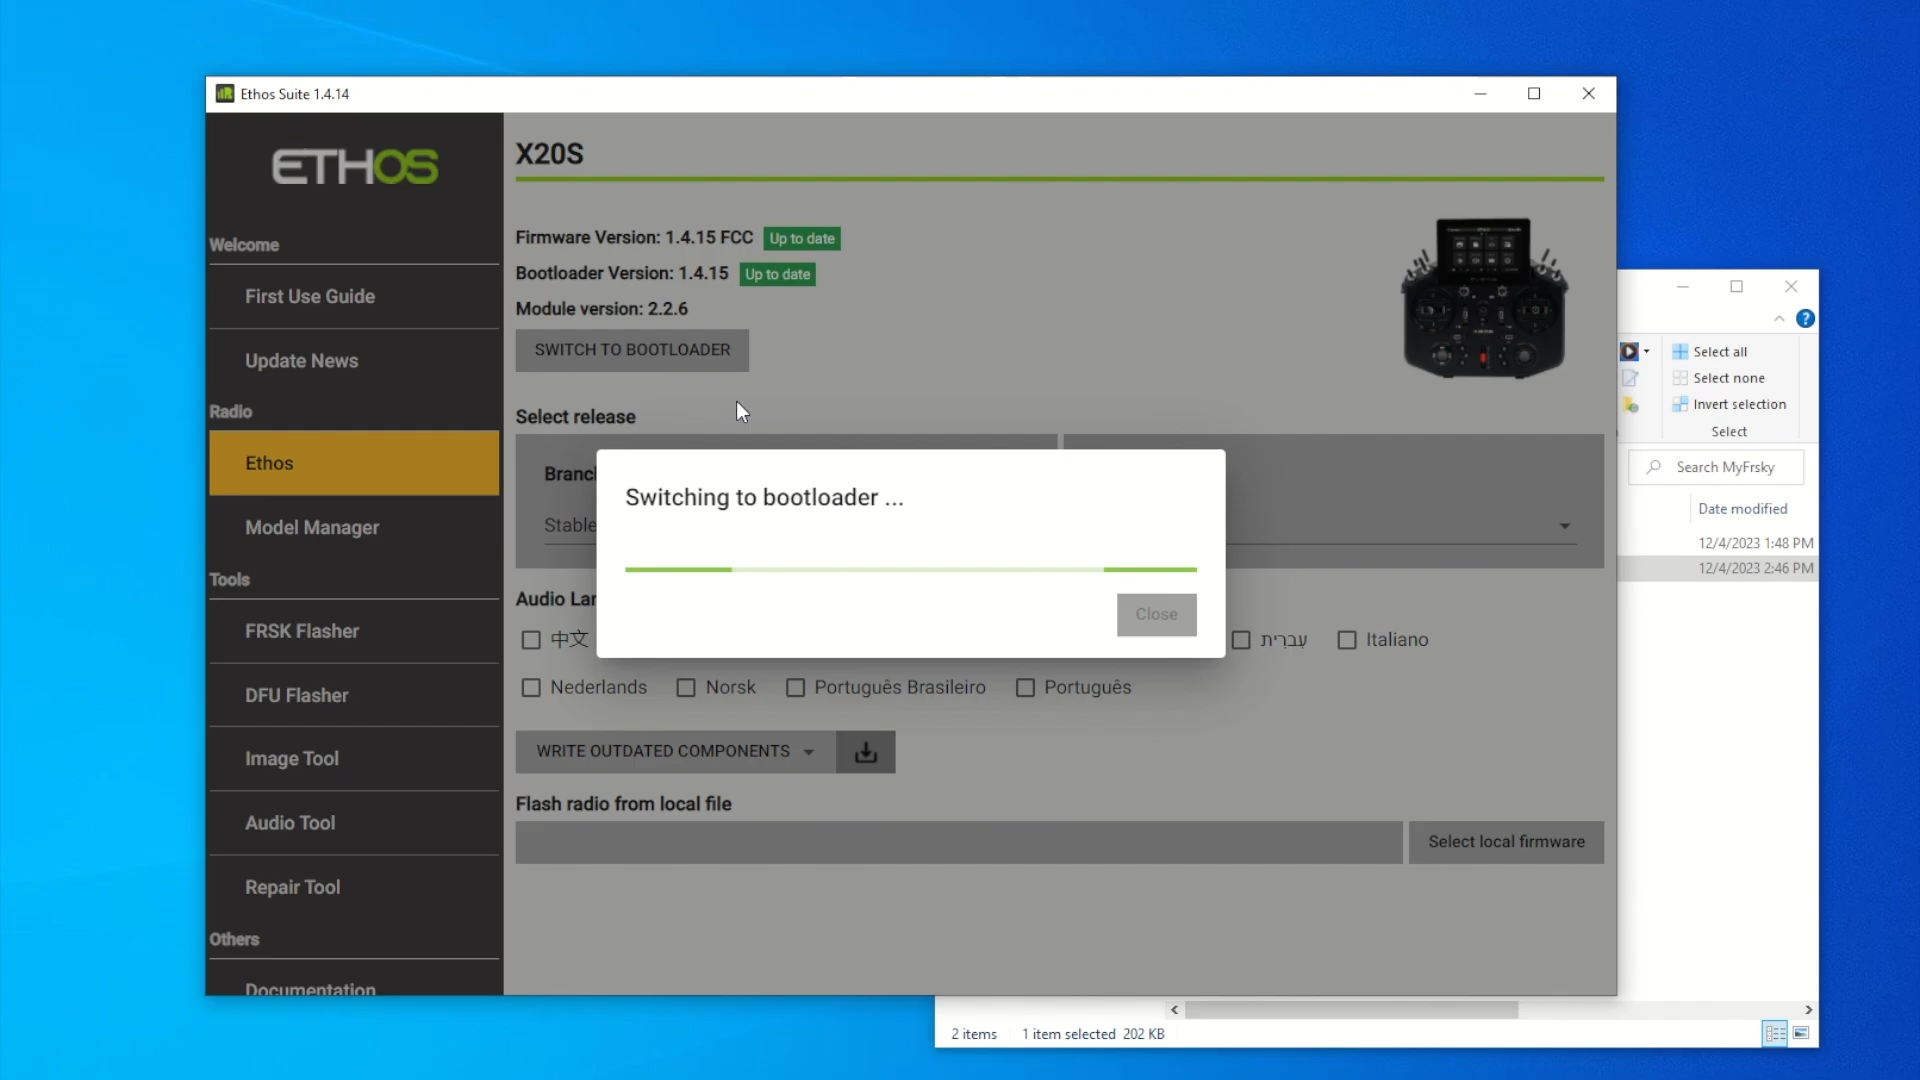 Ethos Suite 1.4.14
ETHOS
Welcome
First Use Guide
Update News
Radio
Ethos
Model Manager
Tools
FRSK Flasher
DFU Flasher
Image Tool
Audio Tool
Repair Tool
Others
Documentation
X20S
Firmware Version: 1.4.15 FCC Up to date
Bootloader Version: 1.4.15 Up to date
Module version: 2.2.6
SWITCH TO BOOTLOADER
Select release
Branch
Stable
Switching to bootloader ...
Close
Audio Lan
中文 עִבְרִית Italiano
Nederlands Norsk Português Brasileiro Português
WRITE OUTDATED COMPONENTS
Flash radio from local file
Select local firmware
Select all
Select none
Invert selection
Select
Search MyFrsky
Date modified
12/4/2023 1:48 PM
12/4/2023 2:46 PM
2 items 1 item selected 202 KB